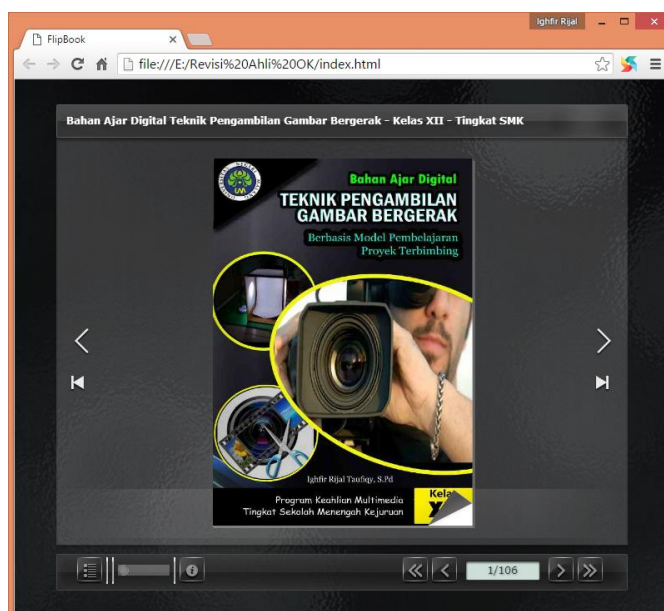 Ighfir Rijal
FlipBook
file:///E:/Revisi%20Ahli%20OK/index.html
Bahan Ajar Digital Teknik Pengambilan Gambar Bergerak - Kelas XII - Tingkat SMK
Bahan Ajar Digital
TEKNIK PENGAMBILAN
GAMBAR BERGERAK
Berbasis Model Pembelajaran
Proyek Terbimbing
Ighfir Rijal Taufiqy, S.Pd
Program Keahlian Multimedia
Tingkat Sekolah Menengah Kejuruan
1/106